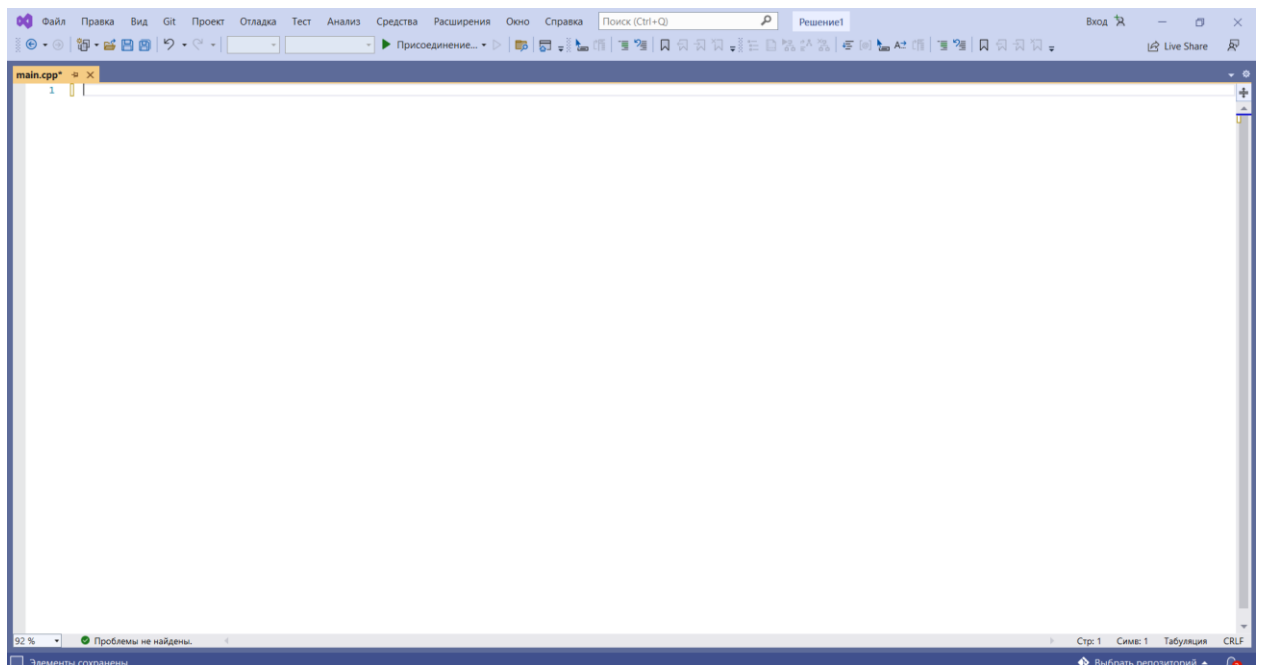 Файл Правка Вид Git Проект Отладка Тест Анализ Средства Расширения Окно Справка Поиск (Ctrl+Q) Решение1 Вход
Присоединение... Live Share
main.cpp*
1
92 % Проблемы не найдены. Стр: 1 Симв: 1 Табуляция CRLF
Элементы сохранены Выбрать репозиторий